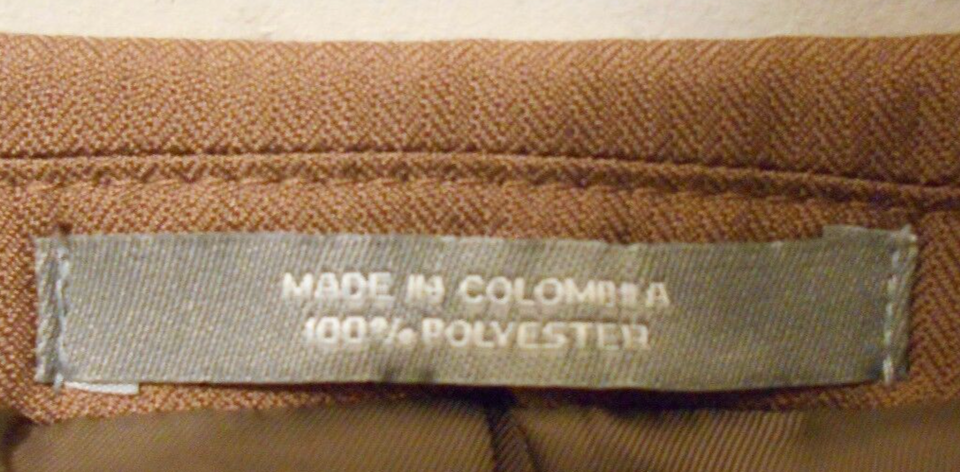 MADE IN COLOMBIA
100% POLYESTER